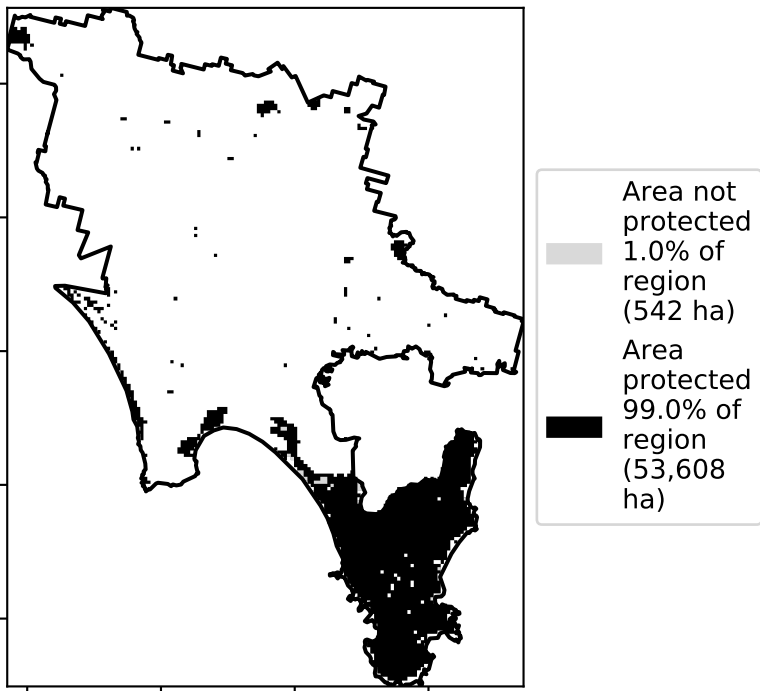 Area not
protected
1.0% of
region
(542 ha)
Area
protected
99.0% of
region
(53,608
ha)